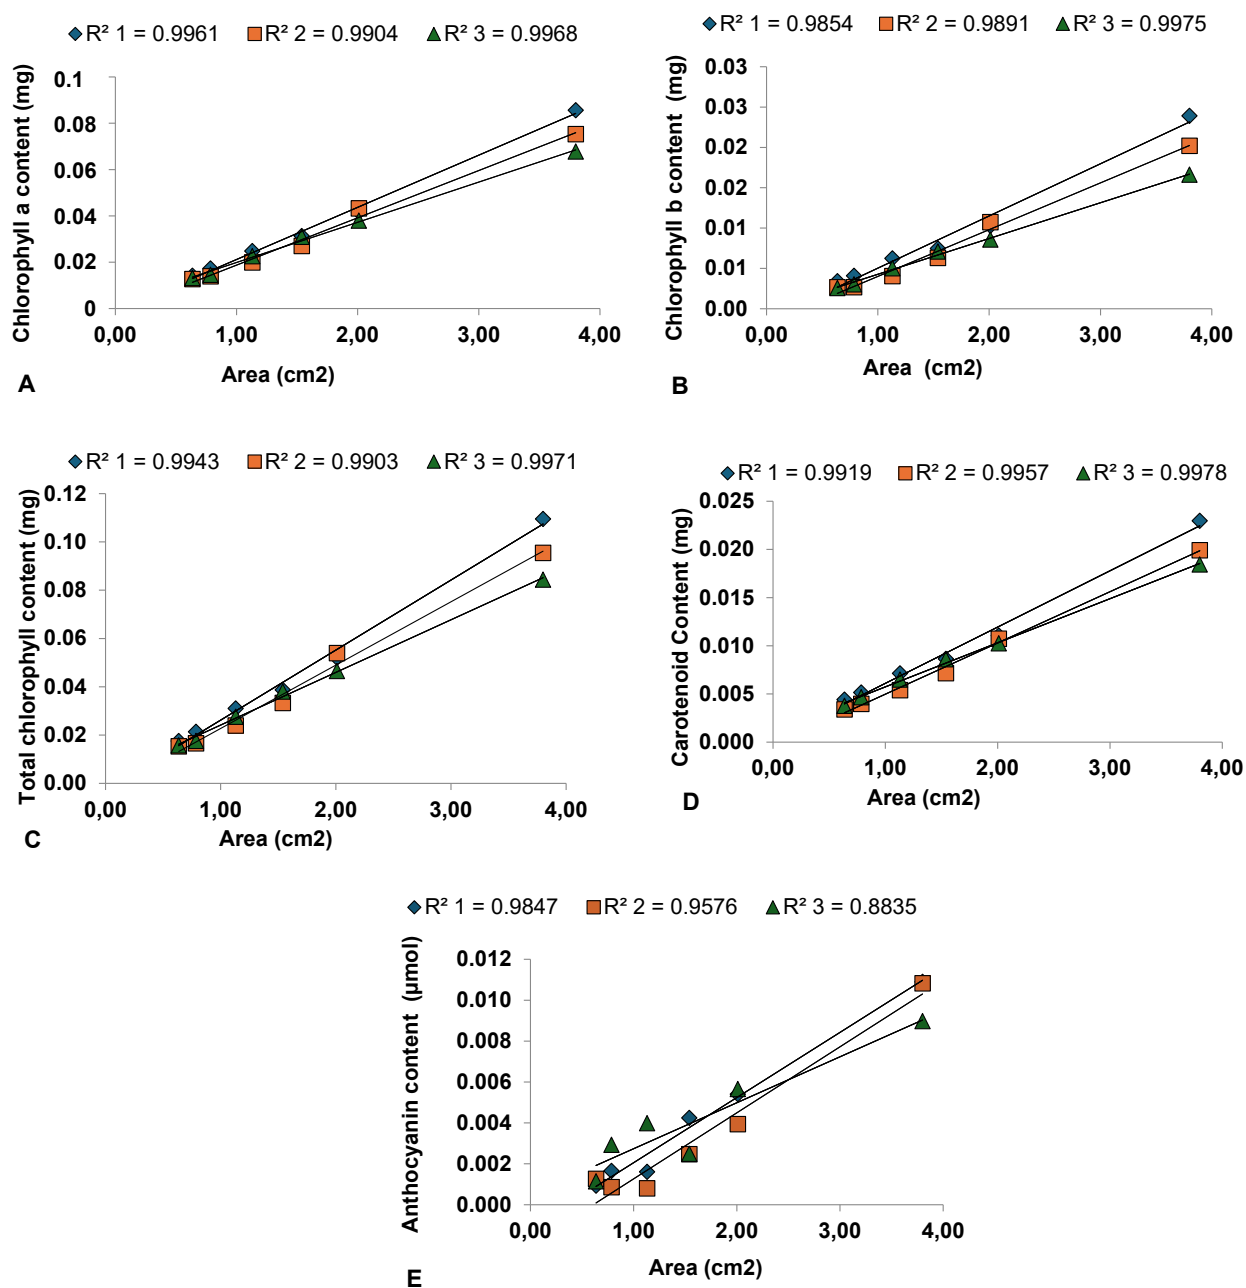 R² 1 = 0.9961 R² 2 = 0.9904 R² 3 = 0.9968
Chlorophyll a content (mg)
0.1
0.08
0.06
0.04
0.02
0
0,00 1,00 2,00 3,00 4,00
Area (cm2)
A
R² 1 = 0.9854 R² 2 = 0.9891 R² 3 = 0.9975
Chlorophyll b content (mg)
0.03
0.03
0.02
0.02
0.01
0.01
0.00
0,00 1,00 2,00 3,00 4,00
Area (cm2)
B
R² 1 = 0.9943 R² 2 = 0.9903 R² 3 = 0.9971
Total chlorophyll content (mg)
0.12
0.10
0.08
0.06
0.04
0.02
0.00
0,00 1,00 2,00 3,00 4,00
Area (cm2)
C
R² 1 = 0.9919 R² 2 = 0.9957 R² 3 = 0.9978
Carotenoid Content (mg)
0.025
0.020
0.015
0.010
0.005
0.000
0,00 1,00 2,00 3,00 4,00
Area (cm2)
D
R² 1 = 0.9847 R² 2 = 0.9576 R² 3 = 0.8835
Anthocyanin content (µmol)
0.012
0.010
0.008
0.006
0.004
0.002
0.000
0,00 1,00 2,00 3,00 4,00
Area (cm2)
E